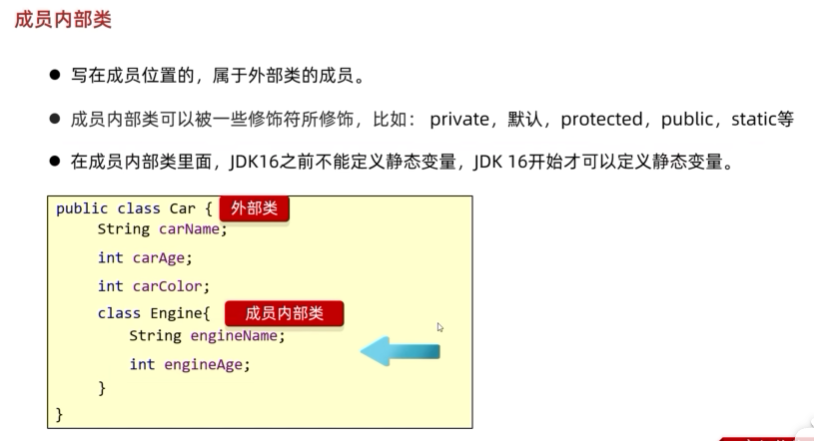 成员内部类
● 写在成员位置的，属于外部类的成员。
● 成员内部类可以被一些修饰符所修饰，比如： private，默认，protected，public，static等
● 在成员内部类里面，JDK16之前不能定义静态变量，JDK 16开始才可以定义静态变量。
public class Car { 外部类
String carName;
int carAge;
int carColor;
class Engine{ 成员内部类
String engineName;
int engineAge;
}
}